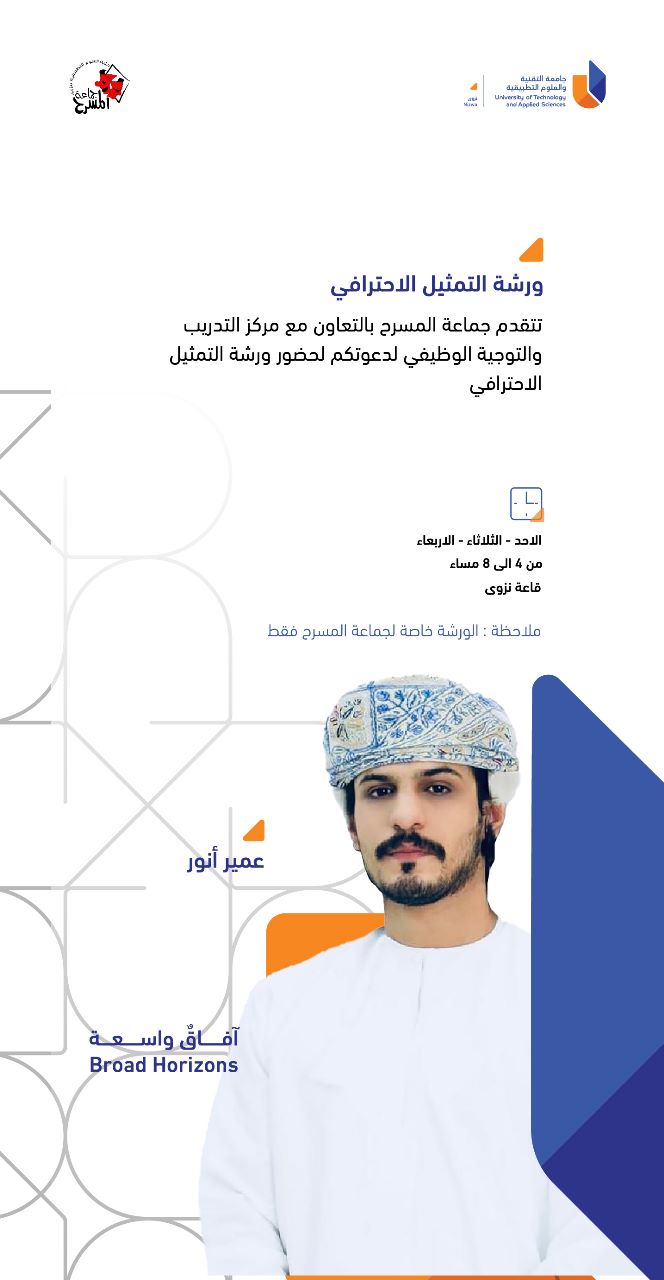 جامعة التقنية
والعلوم التطبيقية
University of Technology
and Applied Sciences
نزوى
Nizwa
جماعة
المسرح
ورشة التمثيل الاحترافي
تتقدم جماعة المسرح بالتعاون مع مركز التدريب
والتوجية الوظيفي لدعوتكم لحضور ورشة التمثيل
الاحترافي
الاحد - الثلاثاء - الاربعاء
من 4 الى 8 مساء
قاعة نزوى
ملاحظة : الورشة خاصة لجماعة المسرح فقط
عمير أنور
آفـــاقٌ واســـعـــة
Broad Horizons